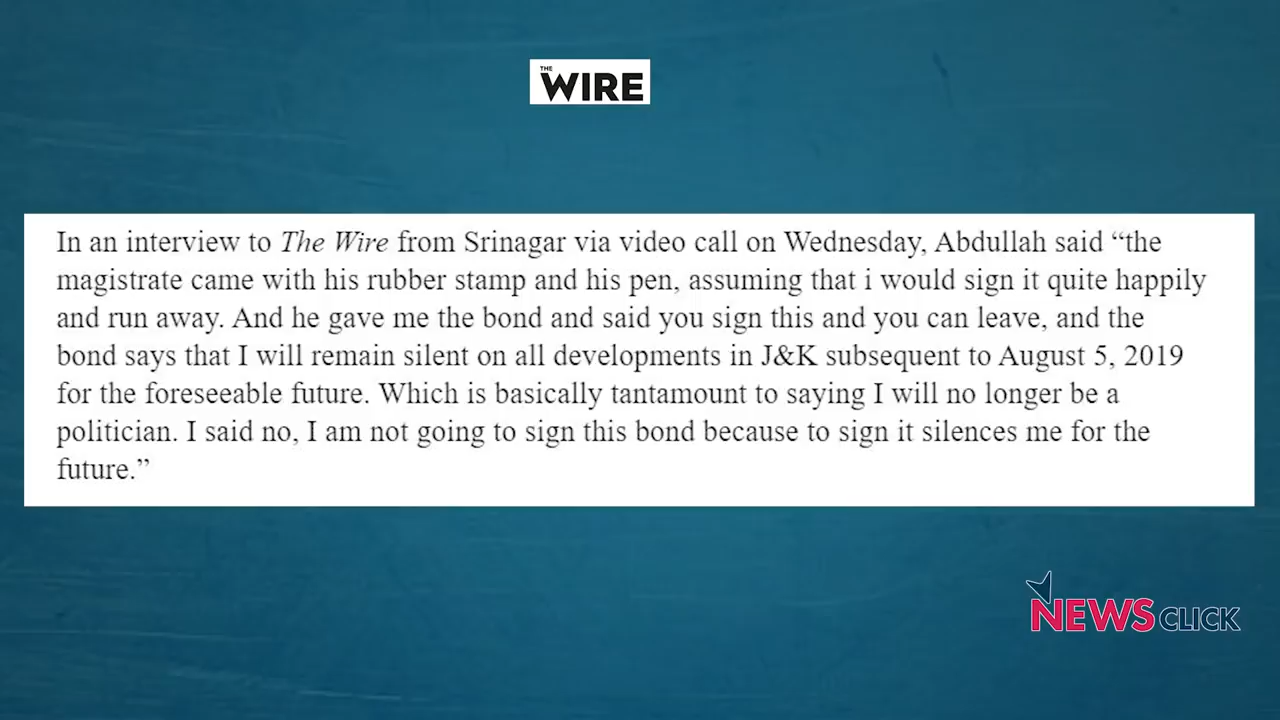 THE
WIRE
In an interview to The Wire from Srinagar via video call on Wednesday, Abdullah said “the
magistrate came with his rubber stamp and his pen, assuming that i would sign it quite happily
and run away. And he gave me the bond and said you sign this and you can leave, and the
bond says that I will remain silent on all developments in J&K subsequent to August 5, 2019
for the foreseeable future. Which is basically tantamount to saying I will no longer be a
politician. I said no, I am not going to sign this bond because to sign it silences me for the
future.”
NEWSCLICK